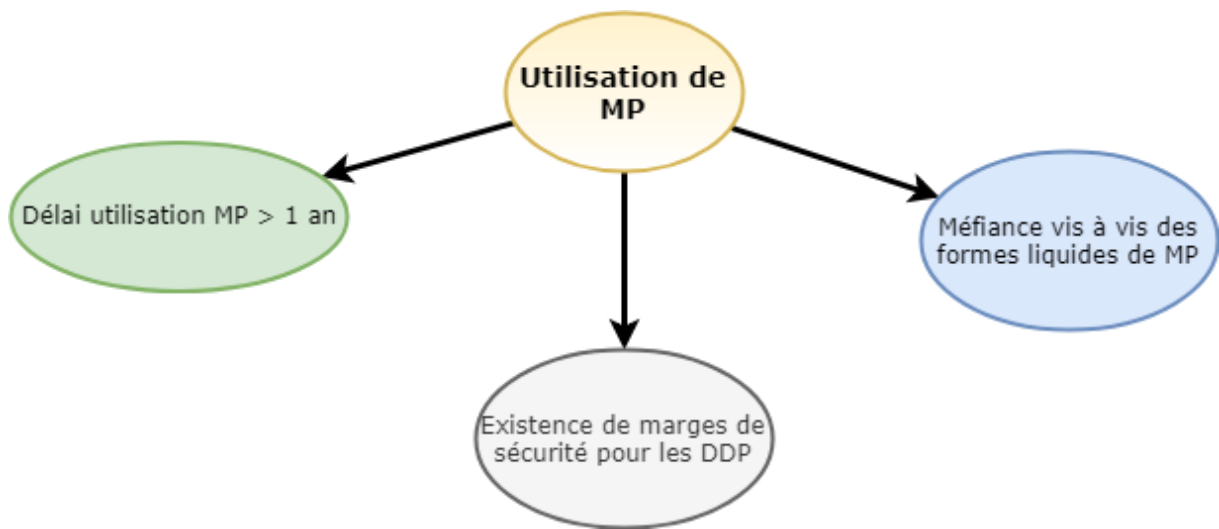 Utilisation de
MP
Délai utilisation MP > 1 an
Méfiance vis à vis des
formes liquides de MP
Existence de marges de
sécurité pour les DDP